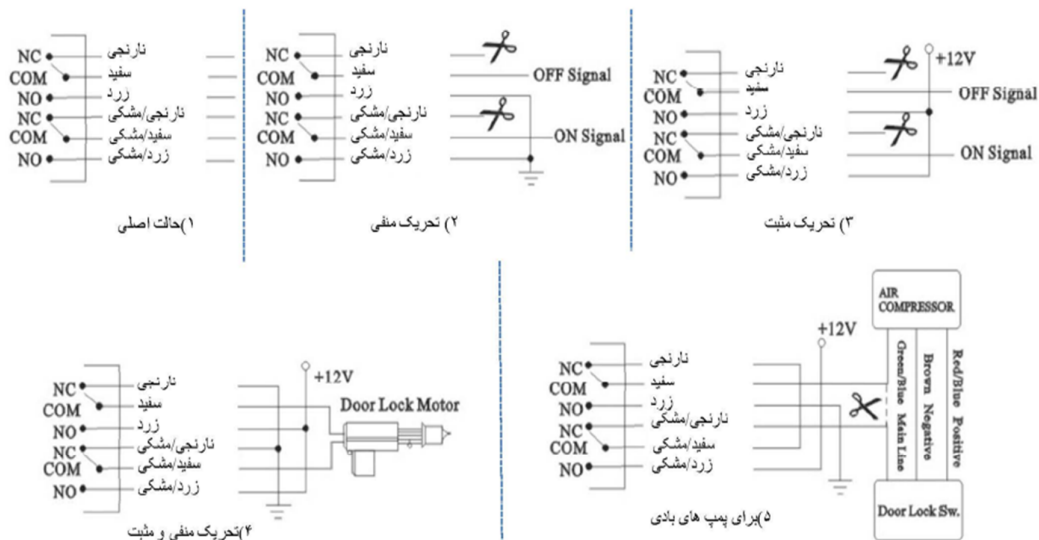 NC نارنجی
COM سفید
NO زرد
NC نارنجی/مشکی
COM سفید/مشکی
NO زرد/مشکی
۱)حالت اصلی
NC نارنجی
COM سفید
OFF Signal
NO زرد
NC نارنجی/مشکی
COM سفید/مشکی
ON Signal
NO زرد/مشکی
۲) تحریک منفی
+12V
NC نارنجی
COM سفید
OFF Signal
NO زرد
NC نارنجی/مشکی
COM سفید/مشکی
ON Signal
NO زرد/مشکی
۳) تحریک مثبت
NC نارنجی
COM سفید
NO زرد
NC نارنجی/مشکی
COM سفید/مشکی
NO زرد/مشکی
+12V
Door Lock Motor
۴)تحریک منفی و مثبت
NC نارنجی
COM سفید
NO زرد
NC نارنجی/مشکی
COM سفید/مشکی
NO زرد/مشکی
+12V
AIR
COMPRESSOR
Green/Blue Main Line
Brown Negative
Red/Blue Positive
Door Lock Sw.
۵)برای پمپ های بادی